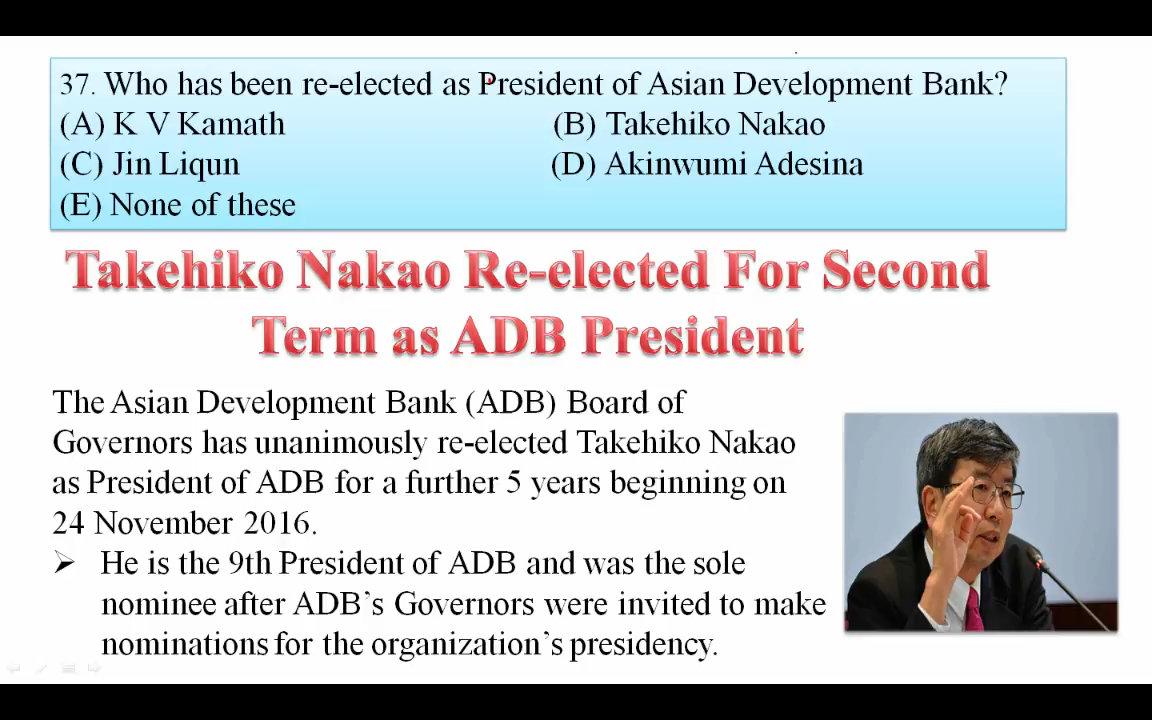 37. Who has been re-elected as President of Asian Development Bank?
(A) K V Kamath (B) Takehiko Nakao
(C) Jin Liqun (D) Akinwumi Adesina
(E) None of these
Takehiko Nakao Re-elected For Second
Term as ADB President
The Asian Development Bank (ADB) Board of
Governors has unanimously re-elected Takehiko Nakao
as President of ADB for a further 5 years beginning on
24 November 2016.
➢ He is the 9th President of ADB and was the sole
nominee after ADB’s Governors were invited to make
nominations for the organization’s presidency.